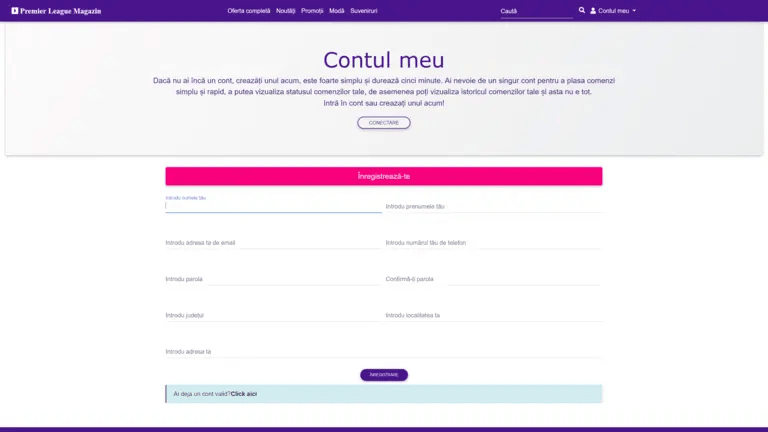 Premier League Magazin
Oferta completă Noutăți Promoții Modă Suveniruri
Caută
Contul meu
Contul meu
Dacă nu ai încă un cont, creazăți unul acum, este foarte simplu și durează cinci minute. Ai nevoie de un singur cont pentru a plasa comenzi
simplu și rapid, a putea vizualiza statusul comenzilor tale, de asemenea poți vizualiza istoricul comenzilor tale și asta nu e tot.
Intră în cont sau creazați unul acum!
CONECTARE
Înregistrează-te
Introdu numele tău
Introdu prenumele tău
Introdu adresa ta de email
Introdu numărul tău de telefon
Introdu parola
Confirmă-ți parola
Introdu județul
Introdu localitatea ta
Introdu adresa ta
ÎNREGISTRARE
Ai deja un cont valid?Click aici!